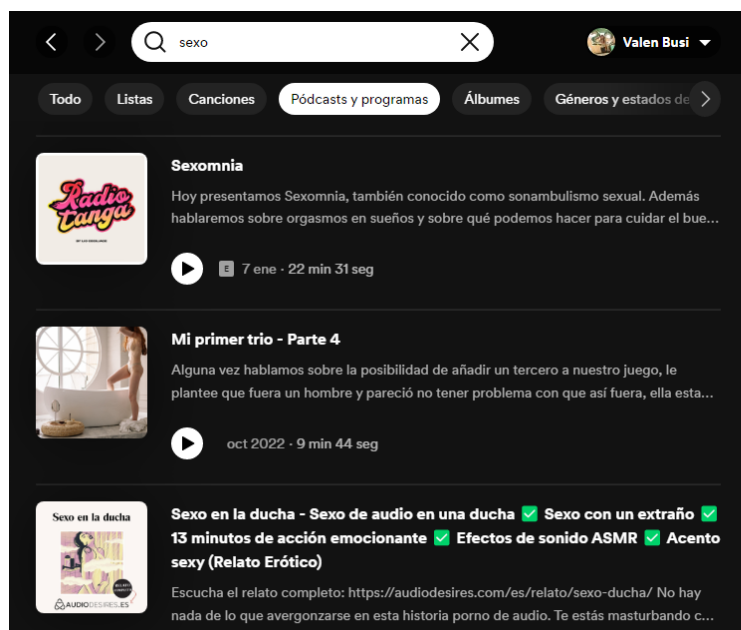 sexo
Valen Busi
Todo
Listas
Canciones
Pódcasts y programas
Álbumes
Géneros y estados de
Radio
Tanga
Sexomnia
Hoy presentamos Sexomnia, también conocido como sonambulismo sexual. Además
hablaremos sobre orgasmos en sueños y sobre qué podemos hacer para cuidar el bue...
E 7 ene · 22 min 31 seg
Mi primer trio - Parte 4
Alguna vez hablamos sobre la posibilidad de añadir un tercero a nuestro juego, le
plantee que fuera un hombre y pareció no tener problema con que así fuera, ella esta...
oct 2022 · 9 min 44 seg
Sexo en la ducha
AUDIODESIRES.ES
Sexo en la ducha - Sexo de audio en una ducha ✅ Sexo con un extraño ✅
13 minutos de acción emocionante ✅ Efectos de sonido ASMR ✅ Acento
sexy (Relato Erótico)
Escucha el relato completo: https://audiodesires.com/es/relato/sexo-ducha/ No hay
nada de lo que avergonzarse en esta historia porno de audio. Te estás masturbando c...